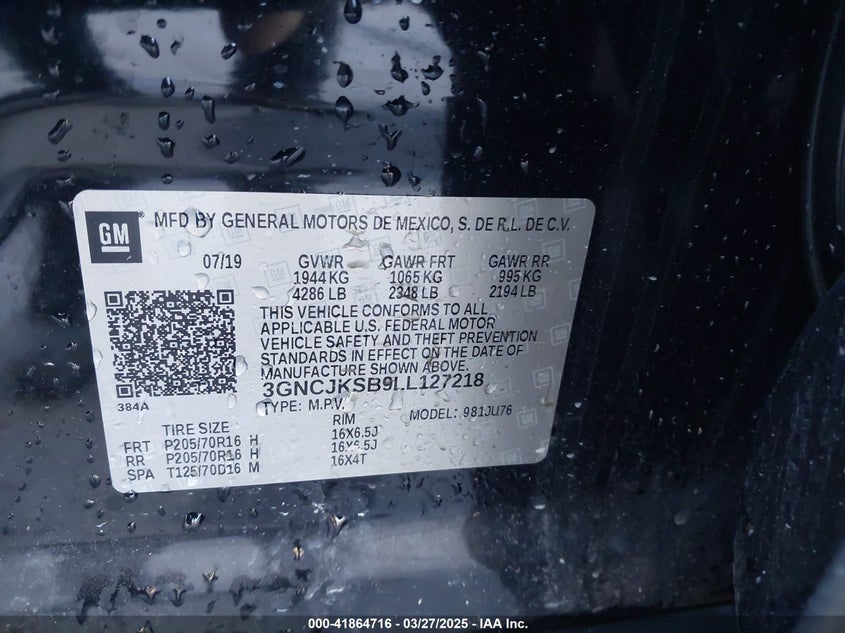 GM
MFD BY GENERAL MOTORS DE MEXICO, S. DE R.L. DE C.V.
07/19 GVWR GAWR FRT GAWR RR
1944 KG 1065 KG 995 KG
4286 LB 2348 LB 2194 LB
THIS VEHICLE CONFORMS TO ALL
APPLICABLE U.S. FEDERAL MOTOR
VEHICLE SAFETY AND THEFT PREVENTION
STANDARDS IN EFFECT ON THE DATE OF
MANUFACTURE SHOWN ABOVE.
384A
3GNCJKSB9LL127218
TYPE: M.P.V. MODEL: 981JU76
TIRE SIZE RIM
FRT P205/70R16 H 16X6.5J
RR P205/70R16 H 16X6.5J
SPA T125/70D16 M 16X4T
000-41864716 — 03/27/2025 — IAA Inc.